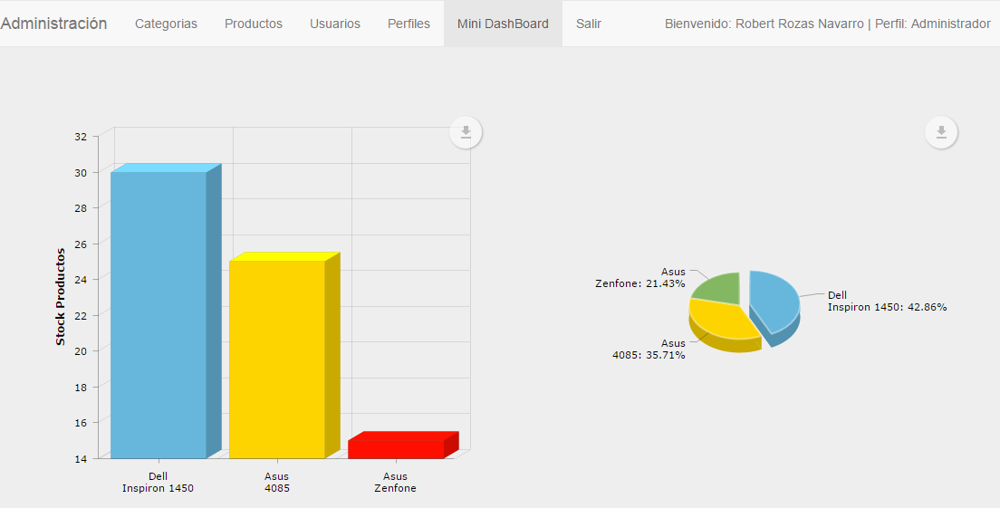 Administración Categorias Productos Usuarios Perfiles Mini DashBoard Salir Bienvenido: Robert Rozas Navarro | Perfil: Administrador
32
30
28
26
24
22
20
18
16
14
Stock Productos
Dell
Inspiron 1450
Asus
4085
Asus
Zenfone
Asus
Zenfone: 21.43%
Dell
Inspiron 1450: 42.86%
Asus
4085: 35.71%